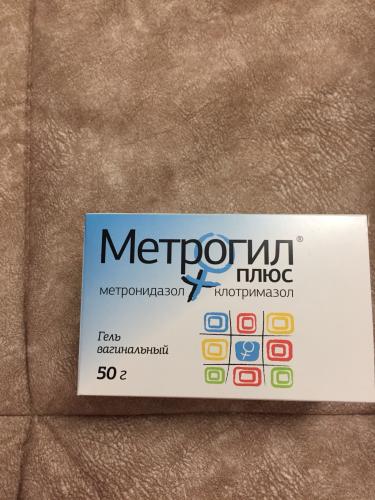 Метрогил®
плюс
метронидазол + клотримазол
Гель
вагинальный
50 г